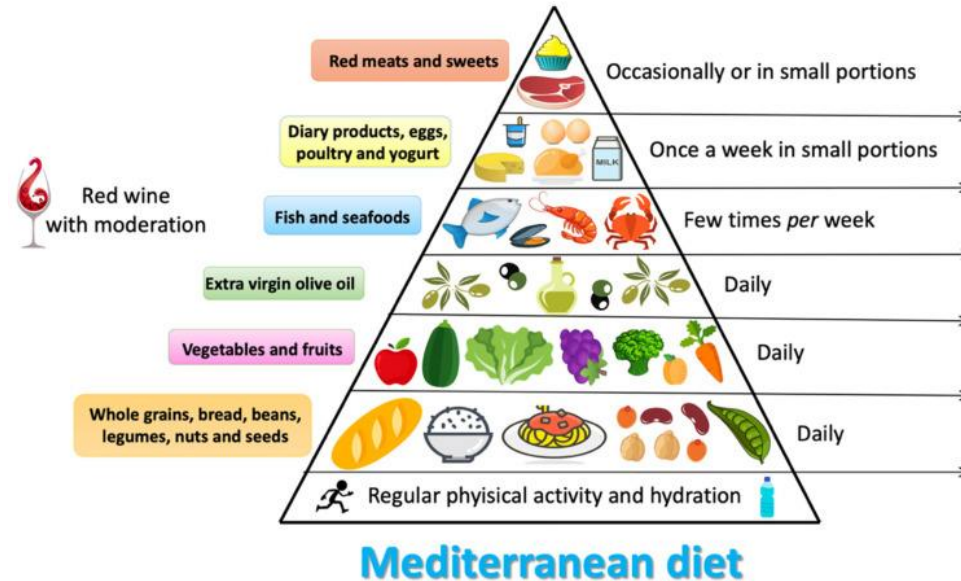 Red meats and sweets
Occasionally or in small portions
Diary products, eggs,
poultry and yogurt
MILK
Once a week in small portions
Red wine
with moderation
Fish and seafoods
Few times per week
Extra virgin olive oil
Daily
Vegetables and fruits
Daily
Whole grains, bread, beans,
legumes, nuts and seeds
Daily
Regular phyisical activity and hydration
Mediterranean diet